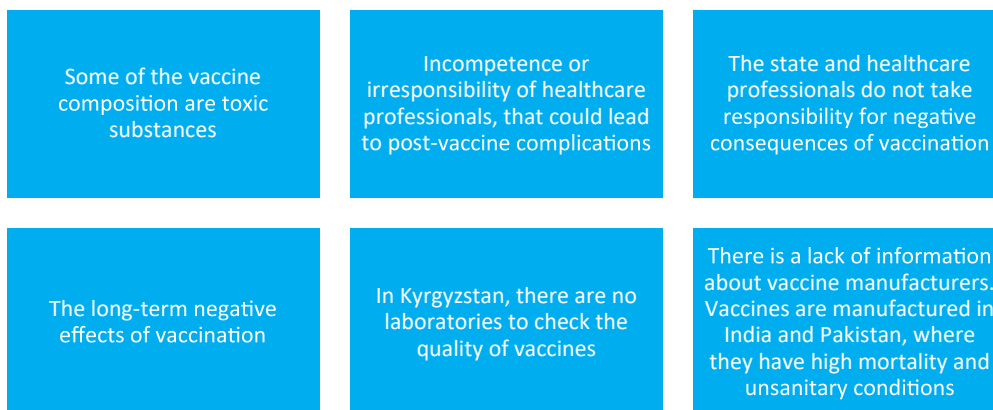 Some of the vaccine
composition are toxic
substances
Incompetence or
irresponsibility of healthcare
professionals, that could lead
to post-vaccine complications
The state and healthcare
professionals do not take
responsibility for negative
consequences of vaccination
The long-term negative
effects of vaccination
In Kyrgyzstan, there are no
laboratories to check the
quality of vaccines
There is a lack of information
about vaccine manufacturers.
Vaccines are manufactured in
India and Pakistan, where
they have high mortality and
unsanitary conditions